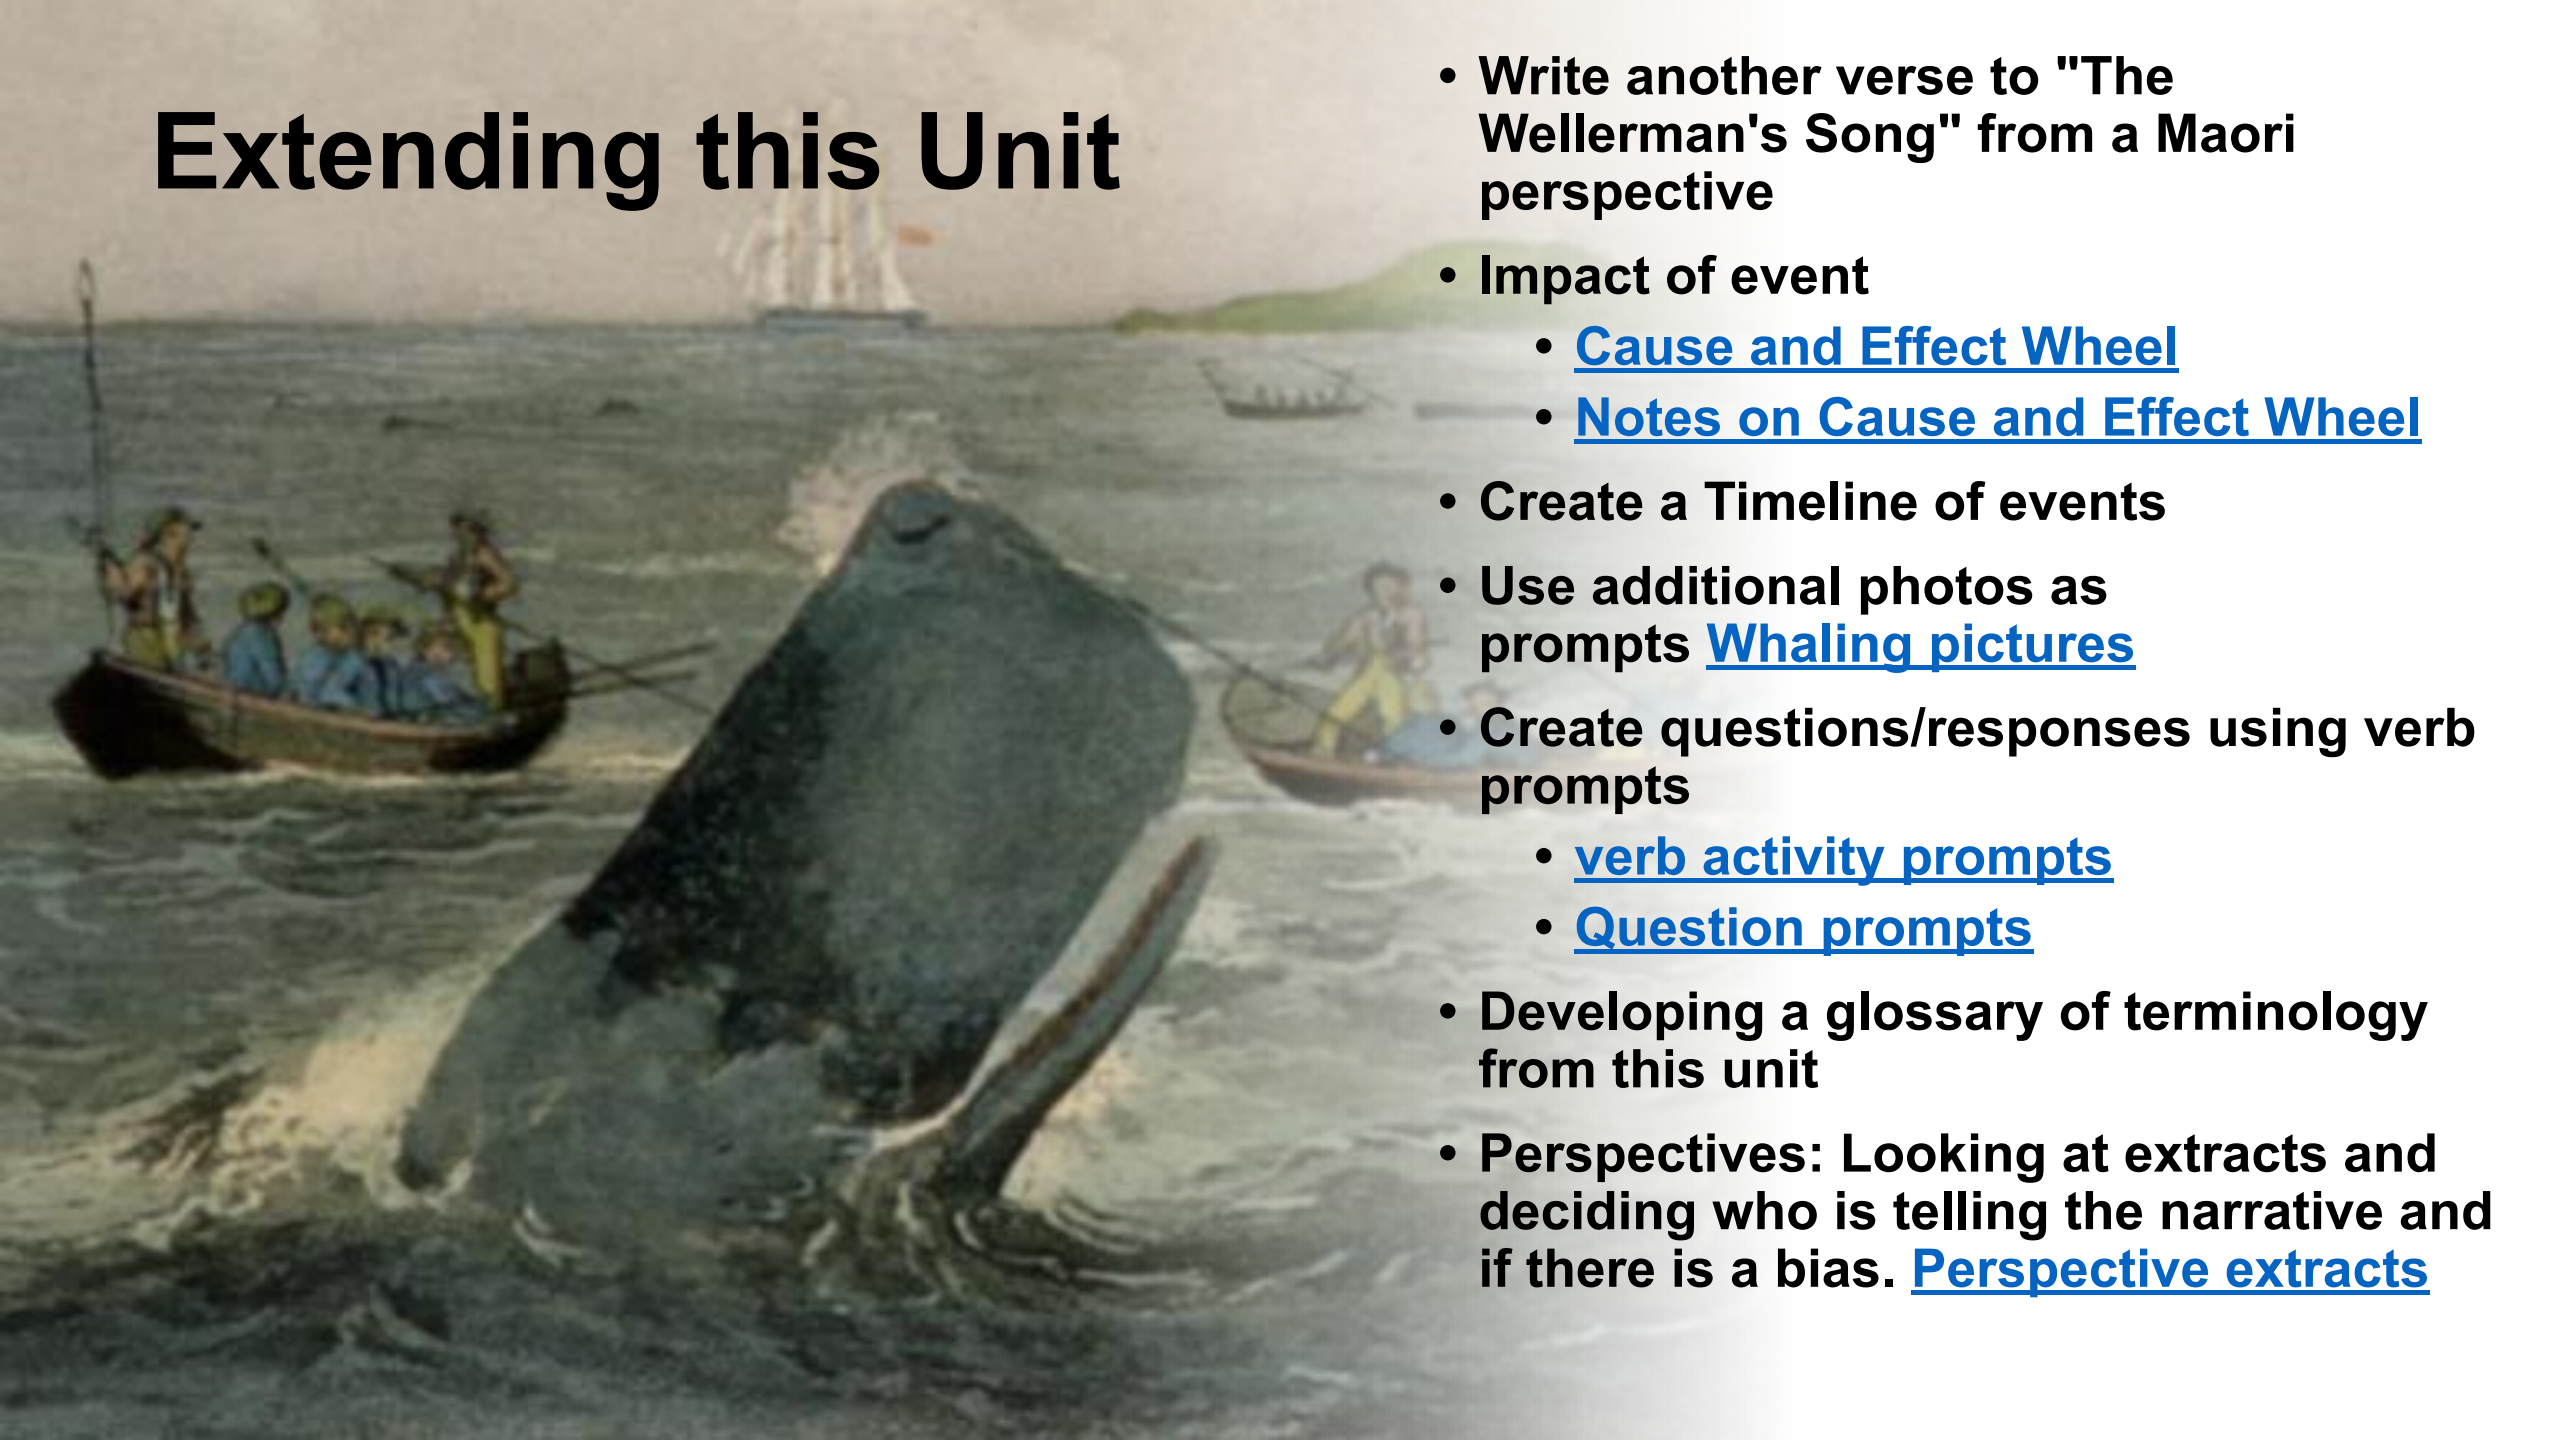 Extending this Unit
• Write another verse to "The
Wellerman's Song" from a Maori
perspective
• Impact of event
• Cause and Effect Wheel
• Notes on Cause and Effect Wheel
• Create a Timeline of events
• Use additional photos as
prompts Whaling pictures
• Create questions/responses using verb
prompts
• verb activity prompts
• Question prompts
• Developing a glossary of terminology
from this unit
• Perspectives: Looking at extracts and
deciding who is telling the narrative and
if there is a bias. Perspective extracts